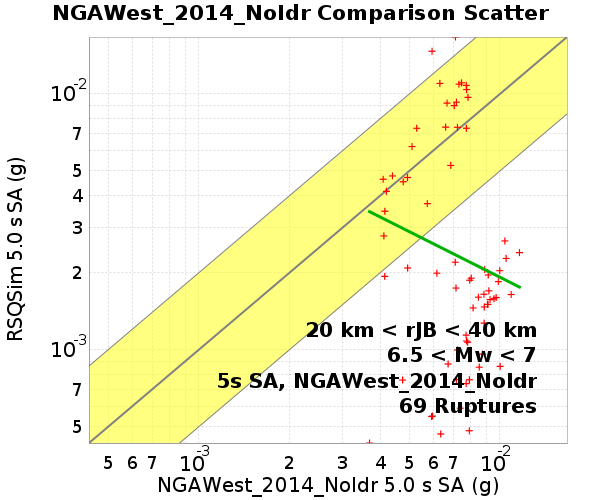 NGAWest_2014_NoIdr Comparison Scatter
RSQSim 5.0 s SA (g)
10-2
7
5
4
3
2
10-3
7
5
20 km < rJB < 40 km
6.5 < Mw < 7
5s SA, NGAWest_2014_NoIdr
69 Ruptures
5 6 7 10-3 2 3 4 5 6 7 10-2
NGAWest_2014_NoIdr 5.0 s SA (g)